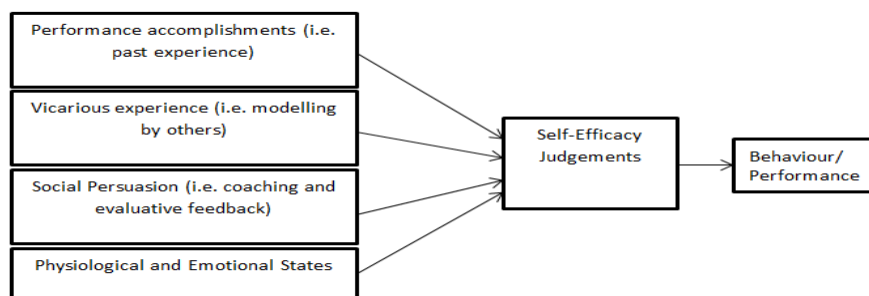 Performance accomplishments (i.e.
past experience)
Vicarious experience (i.e. modelling
by others)
Social Persuasion (i.e. coaching and
evaluative feedback)
Physiological and Emotional States
Self-Efficacy
Judgements
Behaviour/
Performance